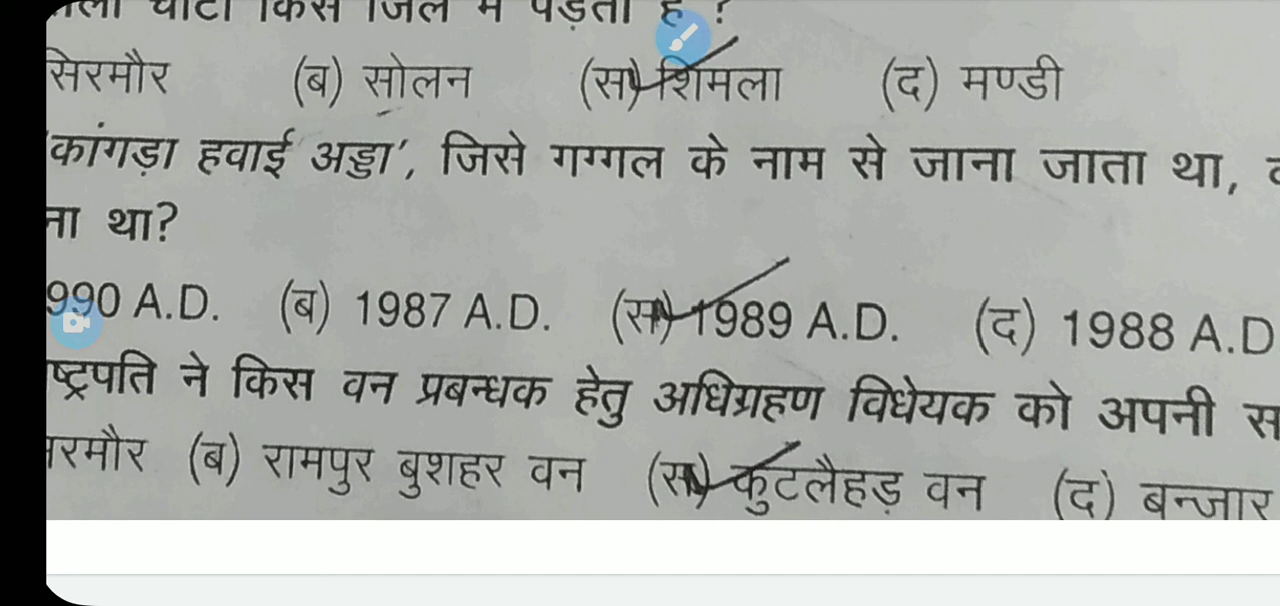 चोटी किस जिले में पड़ती है ?
सिरमौर (ब) सोलन (स) शिमला (द) मण्डी
'कांगड़ा हवाई अड्डा', जिसे गग्गल के नाम से जाना जाता था,
था?
990 A.D. (ब) 1987 A.D. (स) 1989 A.D. (द) 1988 A.D
ष्ट्रपति ने किस वन प्रबन्धक हेतु अधिग्रहण विधेयक को अपनी
रमौर (ब) रामपुर बुशहर वन (स) कुटलैहड़ वन (द) बन्जार